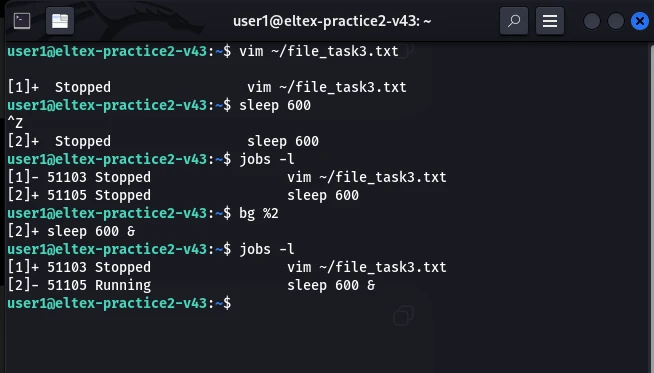 user1@eltex-practice2-v43: ~
user1@eltex-practice2-v43:~$ vim ~/file_task3.txt
[1]+  Stopped                 vim ~/file_task3.txt
user1@eltex-practice2-v43:~$ sleep 600
^Z
[2]+  Stopped                 sleep 600
user1@eltex-practice2-v43:~$ jobs -l
[1]- 51103 Stopped                 vim ~/file_task3.txt
[2]+ 51105 Stopped                 sleep 600
user1@eltex-practice2-v43:~$ bg %2
[2]+ sleep 600 &
user1@eltex-practice2-v43:~$ jobs -l
[1]+ 51103 Stopped                 vim ~/file_task3.txt
[2]- 51105 Running                 sleep 600 &
user1@eltex-practice2-v43:~$